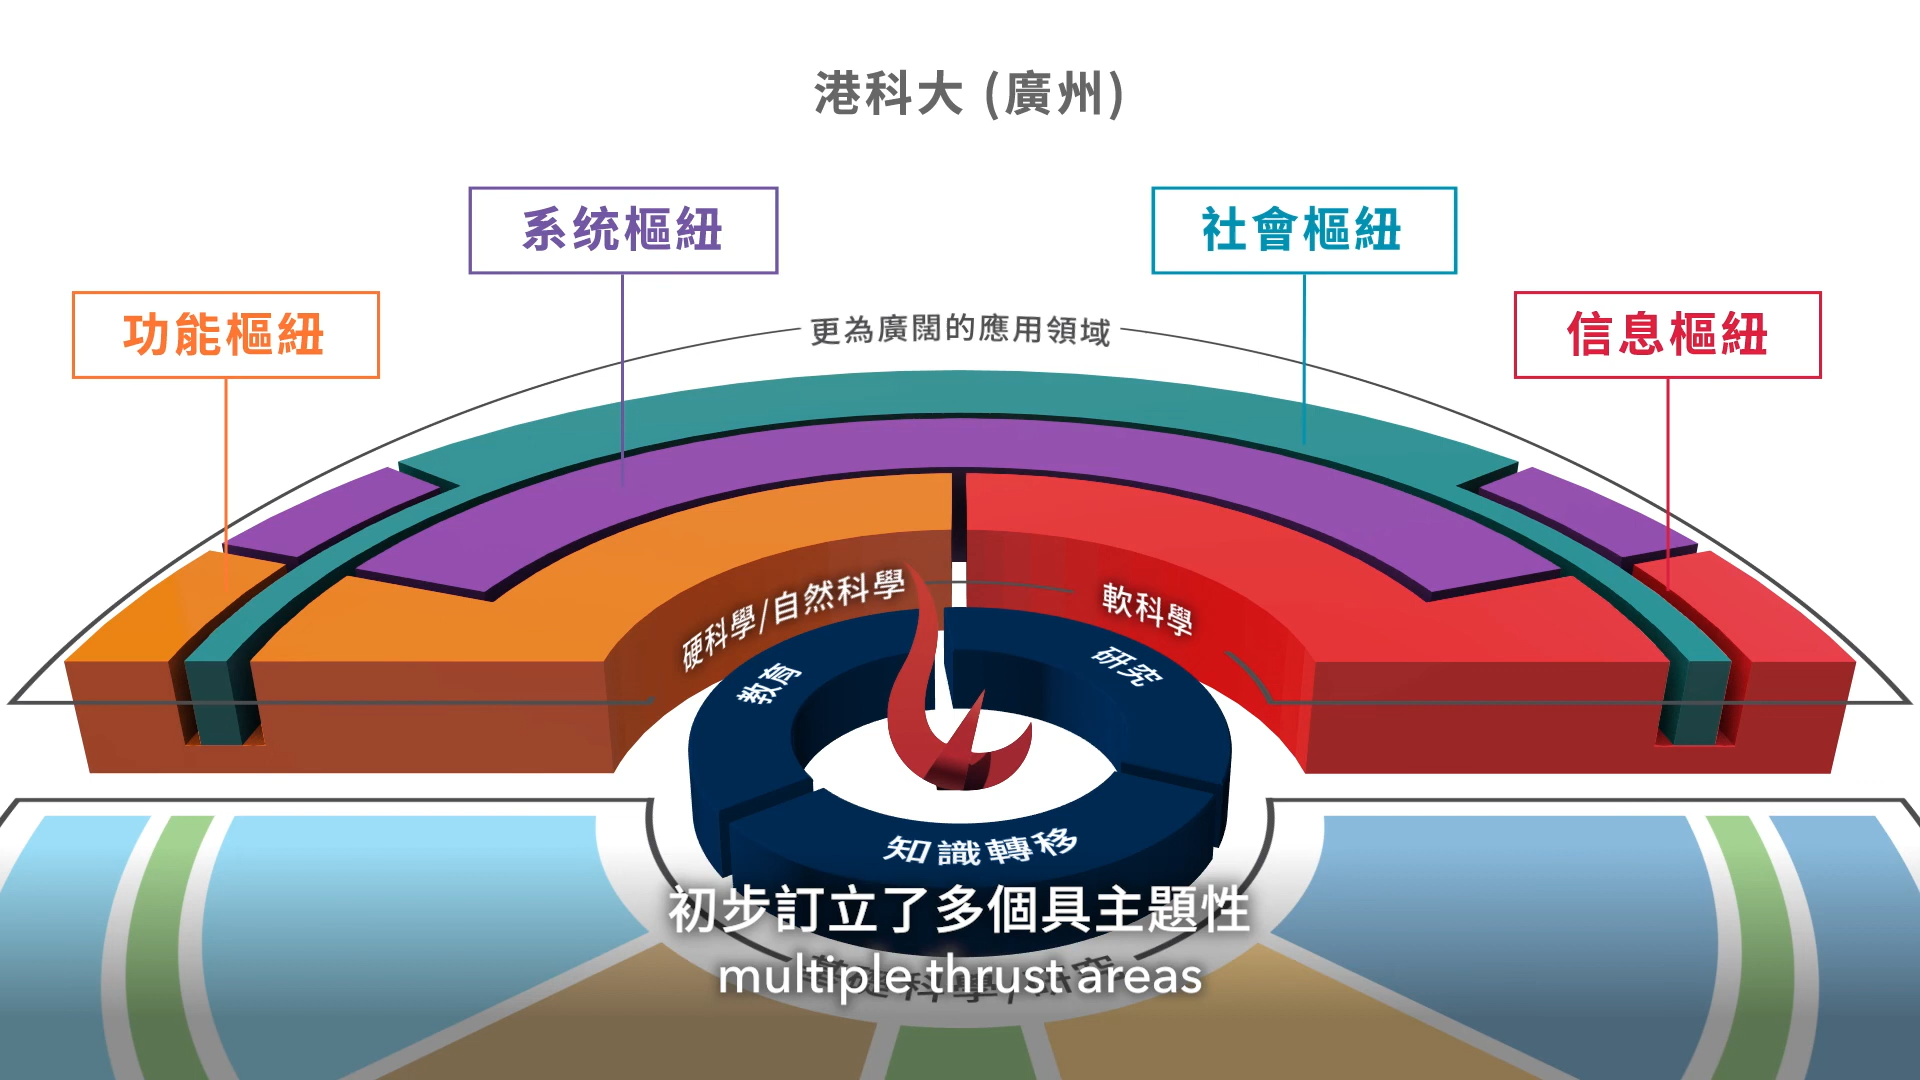 港科大 (廣州)
系统樞紐
社會樞紐
功能樞紐
信息樞紐
更為廣闊的應用領域
硬科學/自然科學
軟科學
教育
研究
知識轉移
初步訂立了多個具主題性
multiple thrust areas